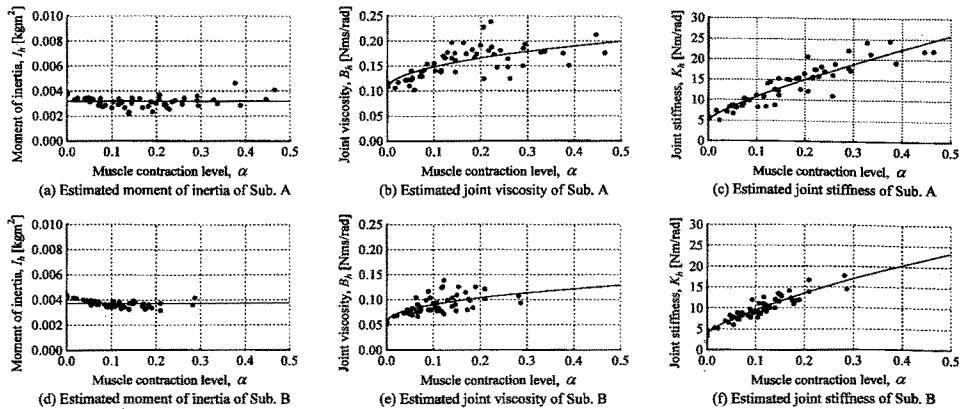 Moment of inertia, I_h [kgm²]
0.010
0.008
0.006
0.004
0.002
0.000
0.0 0.1 0.2 0.3 0.4 0.5
Muscle contraction level, α
(a) Estimated moment of inertia of Sub. A
Joint viscosity, B_h [Nms/rad]
0.25
0.20
0.15
0.10
0.05
0.00
0.0 0.1 0.2 0.3 0.4 0.5
Muscle contraction level, α
(b) Estimated joint viscosity of Sub. A
Joint stiffness, K_h [Nm/rad]
30
25
20
15
10
5
0
0.0 0.1 0.2 0.3 0.4 0.5
Muscle contraction level, α
(c) Estimated joint stiffness of Sub. A
Moment of inertia, I_h [kgm²]
0.010
0.008
0.006
0.004
0.002
0.000
0.0 0.1 0.2 0.3 0.4 0.5
Muscle contraction level, α
(d) Estimated moment of inertia of Sub. B
Joint viscosity, B_h [Nms/rad]
0.25
0.20
0.15
0.10
0.05
0.00
0.0 0.1 0.2 0.3 0.4 0.5
Muscle contraction level, α
(e) Estimated joint viscosity of Sub. B
Joint stiffness, K_h [Nm/rad]
30
25
20
15
10
5
0
0.0 0.1 0.2 0.3 0.4 0.5
Muscle contraction level, α
(f) Estimated joint stiffness of Sub. B